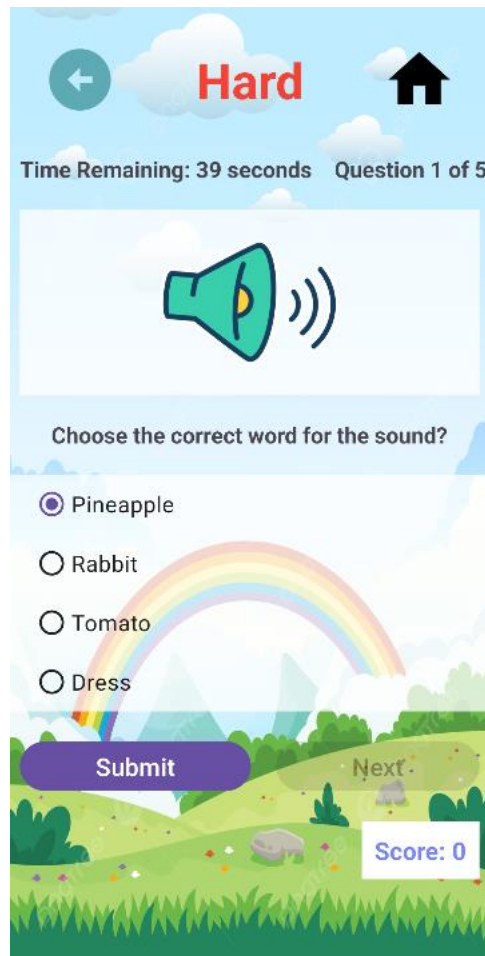 Hard
Time Remaining: 39 seconds Question 1 of 5
Choose the correct word for the sound?
Pineapple
Rabbit
Tomato
Dress
Submit
Next
Score: 0